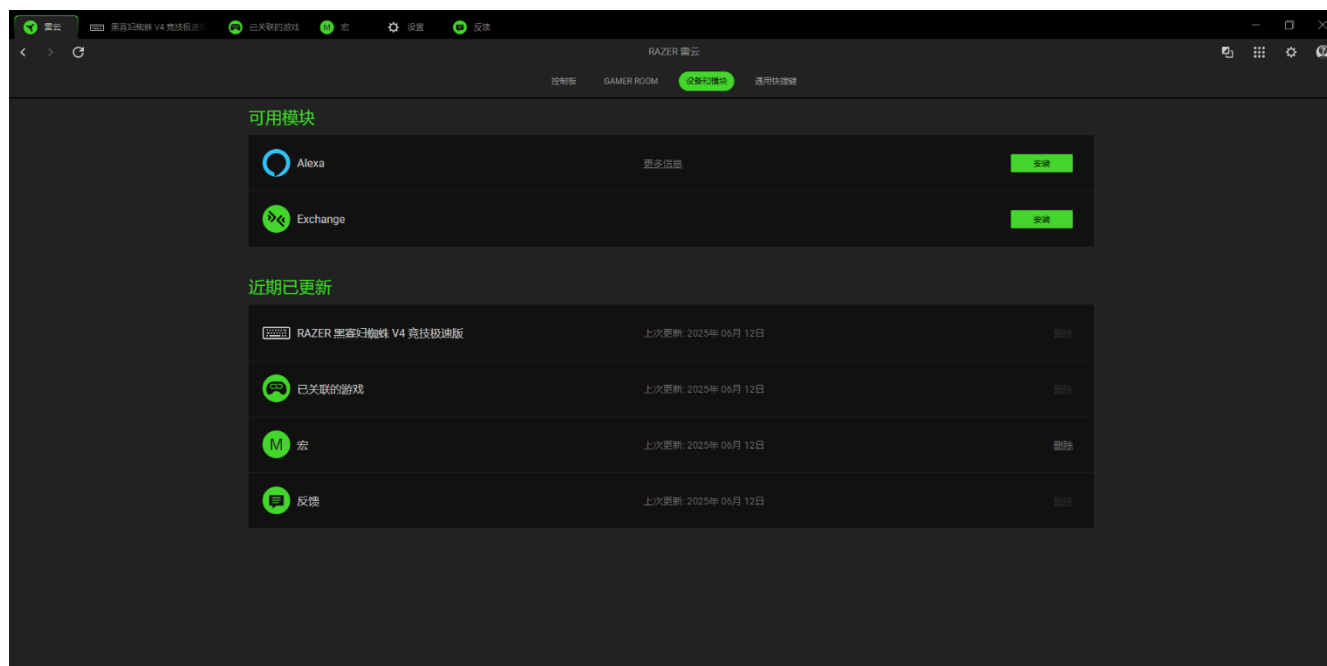 雷云 黑寡妇蜘蛛 V4 竞技极速 已关联的游戏 宏 设置 反馈
RAZER 雷云
控制板 GAMER ROOM 设备和模块 通用快捷键
可用模块
Alexa 更多信息 安装
Exchange 安装
近期已更新
RAZER 黑寡妇蜘蛛 V4 竞技极速版 上次更新: 2025年 06月 12日 删除
已关联的游戏 上次更新: 2025年 06月 12日 删除
M 宏 上次更新: 2025年 06月 12日 删除
反馈 上次更新: 2025年 06月 12日 删除